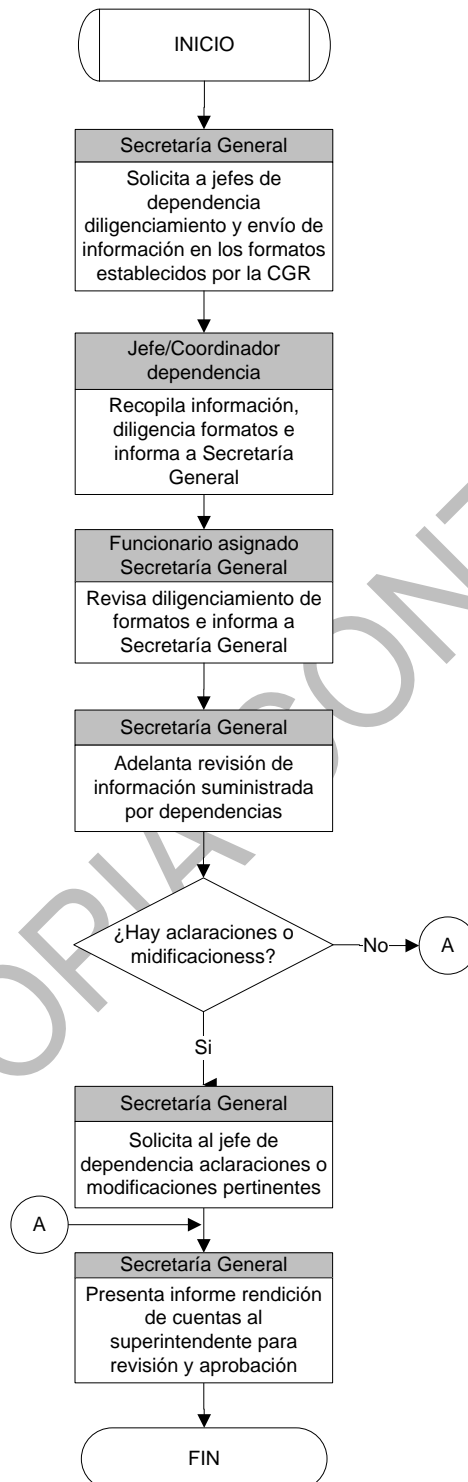 INICIO
Secretaría General
Solicita a jefes de
dependencia
diligenciamiento y envío de
información en los formatos
establecidos por la CGR
Jefe/Coordinador
dependencia
Recopila información,
diligencia formatos e
informa a Secretaría
General
Funcionario asignado
Secretaría General
Revisa diligenciamiento de
formatos e informa a
Secretaría General
Secretaría General
Adelanta revisión de
información suministrada
por dependencias
¿Hay aclaraciones o
midificacioness?
No
A
Si
Secretaría General
Solicita al jefe de
dependencia aclaraciones o
modificaciones pertinentes
A
Secretaría General
Presenta informe rendición
de cuentas al
superintendente para
revisión y aprobación
FIN